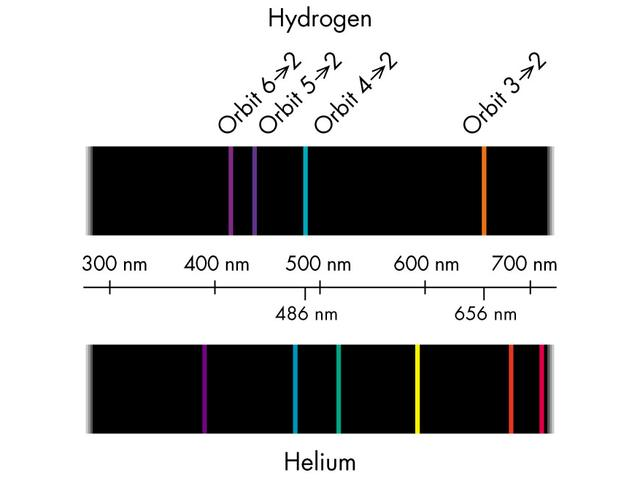 Hydrogen
Orbit 6→2
Orbit 5→2
Orbit 4→2
Orbit 3→2
300 nm 400 nm 500 nm 600 nm 700 nm
486 nm 656 nm
Helium